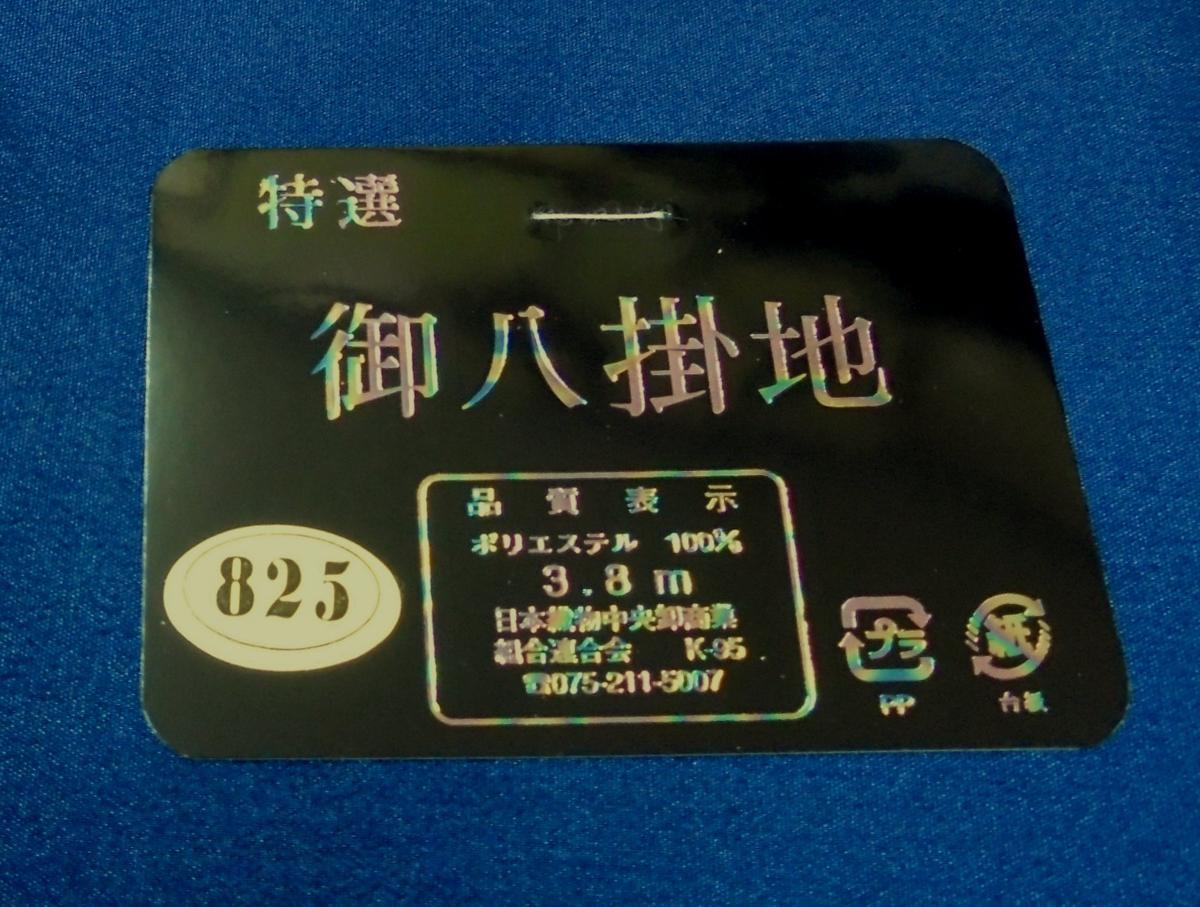 特選
御八掛地
825
品質表示
ポリエステル 100%
3.8m
日本織物中央卸商業
組合連合会 K-95
☎075-211-5007
プラ
PP
紙
台紙